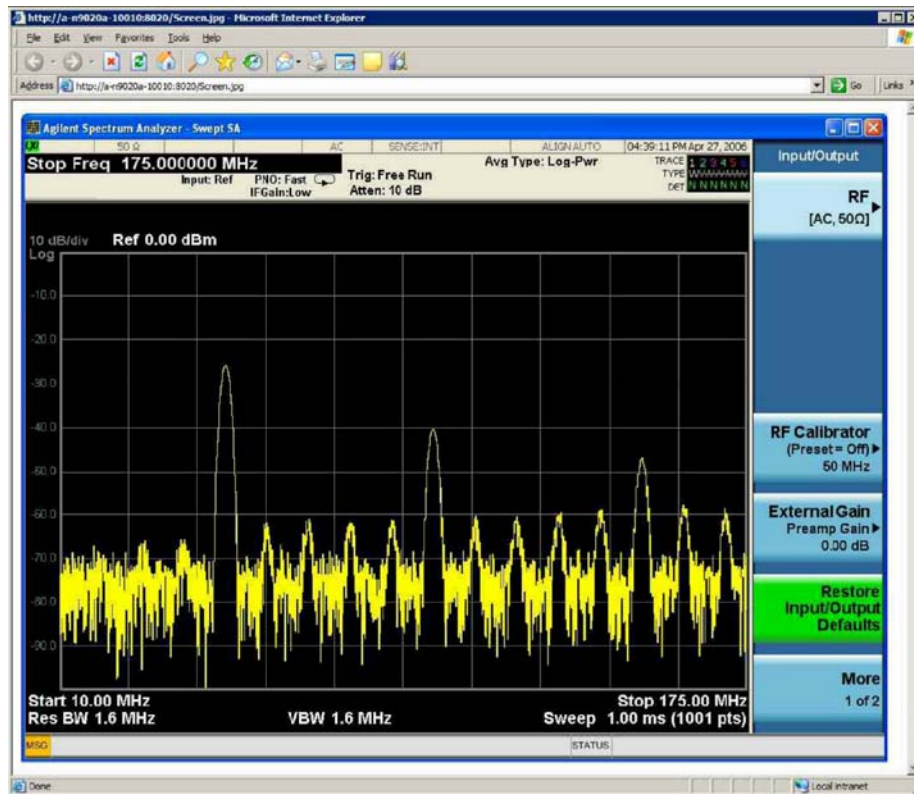 http://a-n9020a-10010:8020/Screen.jpg - Microsoft Internet Explorer
File Edit View Favorites Tools Help
Address http://a-n9020a-10010:8020/Screen.jpg Go Links
Agilent Spectrum Analyzer - Swept SA
50 Ω AC SENSE:INT ALIGN AUTO 04:39:11 PM Apr 27, 2006
Stop Freq 175.000000 MHz
Input: Ref PNO: Fast IFGain:Low
Trig: Free Run
Atten: 10 dB
Avg Type: Log-Pwr
TRACE 1 2 3 4 5 6
TYPE WWWWWW
DET N N N N N N
10 dB/div Ref 0.00 dBm
Log
-10.0
-20.0
-30.0
-40.0
-50.0
-60.0
-70.0
-80.0
-90.0
Start 10.00 MHz
Stop 175.00 MHz
Res BW 1.6 MHz
VBW 1.6 MHz
Sweep 1.00 ms (1001 pts)
MSG
STATUS
Input/Output
RF
[AC, 50Ω]
RF Calibrator
(Preset = Off)
50 MHz
External Gain
Preamp Gain
0.00 dB
Restore
Input/Output
Defaults
More
1 of 2
Done
Local intranet